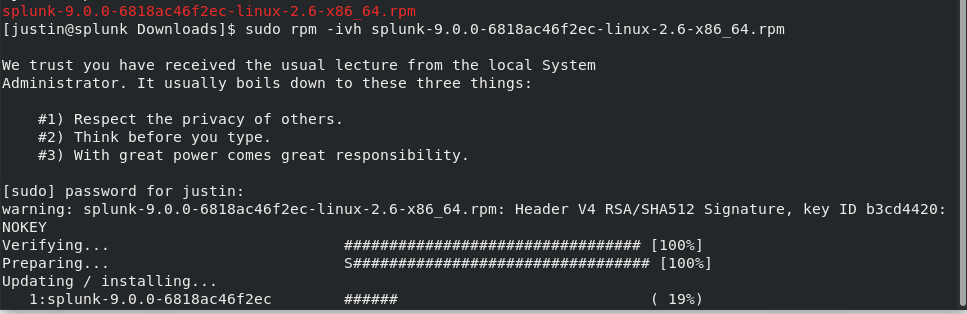 splunk-9.0.0-6818ac46f2ec-linux-2.6-x86_64.rpm
[justin@splunk Downloads]$ sudo rpm -ivh splunk-9.0.0-6818ac46f2ec-linux-2.6-x86_64.rpm
We trust you have received the usual lecture from the local System
Administrator. It usually boils down to these three things:
#1) Respect the privacy of others.
#2) Think before you type.
#3) With great power comes great responsibility.
[sudo] password for justin:
warning: splunk-9.0.0-6818ac46f2ec-linux-2.6-x86_64.rpm: Header V4 RSA/SHA512 Signature, key ID b3cd4420:
NOKEY
Verifying... ################################# [100%]
Preparing... S################################# [100%]
Updating / installing...
1:splunk-9.0.0-6818ac46f2ec ###### ( 19%)